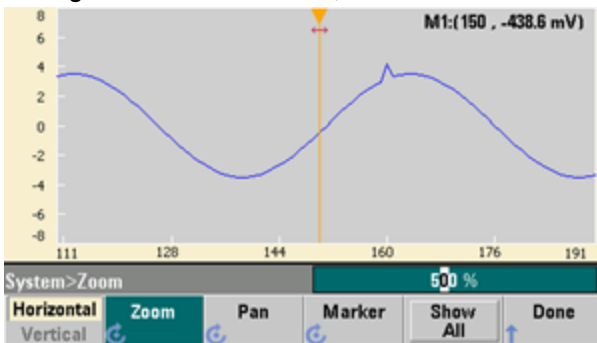 8
M1:(150 , -438.6 mV)
6
4
2
0
-2
-4
-6
-8
111 128 144 160 176 191
System>Zoom 500 %
Horizontal Zoom Pan Marker Show All Done
Vertical